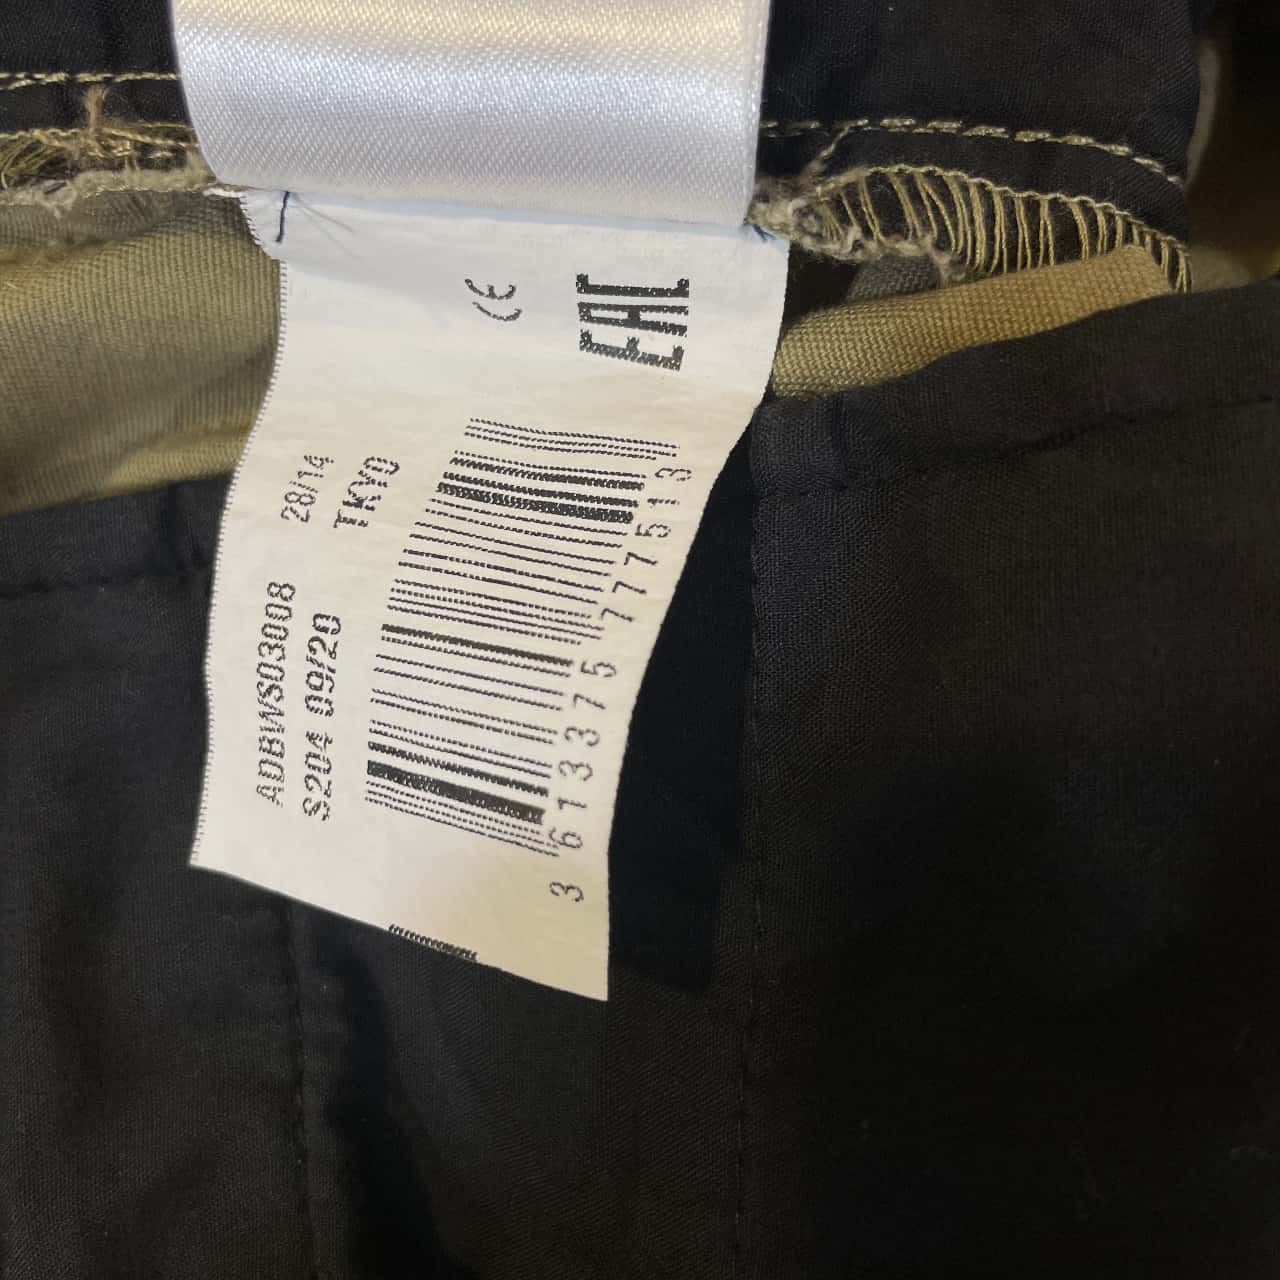 ADBWS03008 28/14
S204 09/20 TKY0
3 613375 777513
CE
EAC